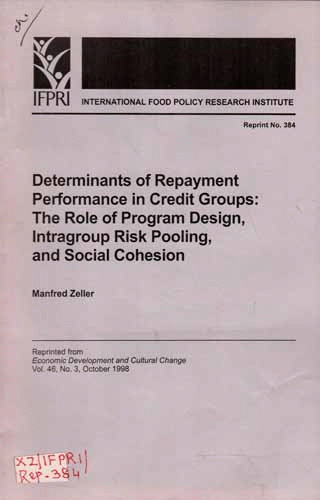 ch.
IFPRI
INTERNATIONAL FOOD POLICY RESEARCH INSTITUTE
Reprint No. 384
Determinants of Repayment
Performance in Credit Groups:
The Role of Program Design,
Intragroup Risk Pooling,
and Social Cohesion
Manfred Zeller
Reprinted from
Economic Development and Cultural Change
Vol. 46, No. 3, October 1998
X2/IFPRI/
REP-384